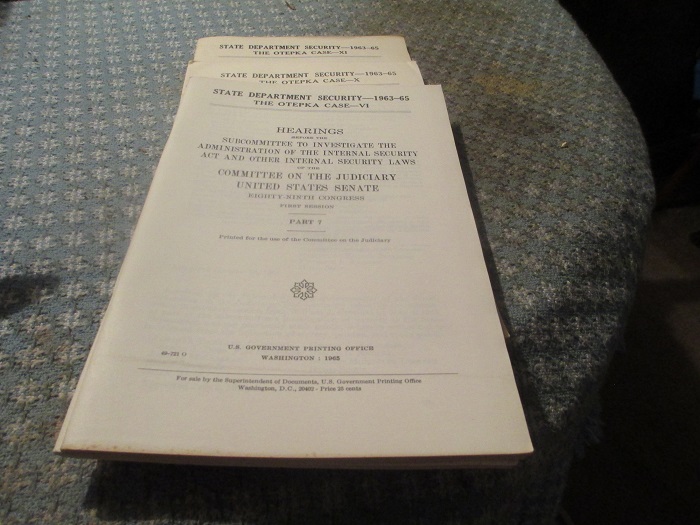 STATE DEPARTMENT SECURITY—1963-65
THE OTEPKA CASE—XI
STATE DEPARTMENT SECURITY—1963-65
THE OTEPKA CASE—X
STATE DEPARTMENT SECURITY—1963-65
THE OTEPKA CASE—VI
HEARINGS
BEFORE THE
SUBCOMMITTEE TO INVESTIGATE THE
ADMINISTRATION OF THE INTERNAL SECURITY
ACT AND OTHER INTERNAL SECURITY LAWS
OF THE
COMMITTEE ON THE JUDICIARY
UNITED STATES SENATE
EIGHTY-NINTH CONGRESS
FIRST SESSION
PART 7
Printed for the use of the Committee on the Judiciary
U.S. GOVERNMENT PRINTING OFFICE
WASHINGTON : 1965
For sale by the Superintendent of Documents, U.S. Government Printing Office
Washington, D.C., 20402 - Price 25 cents